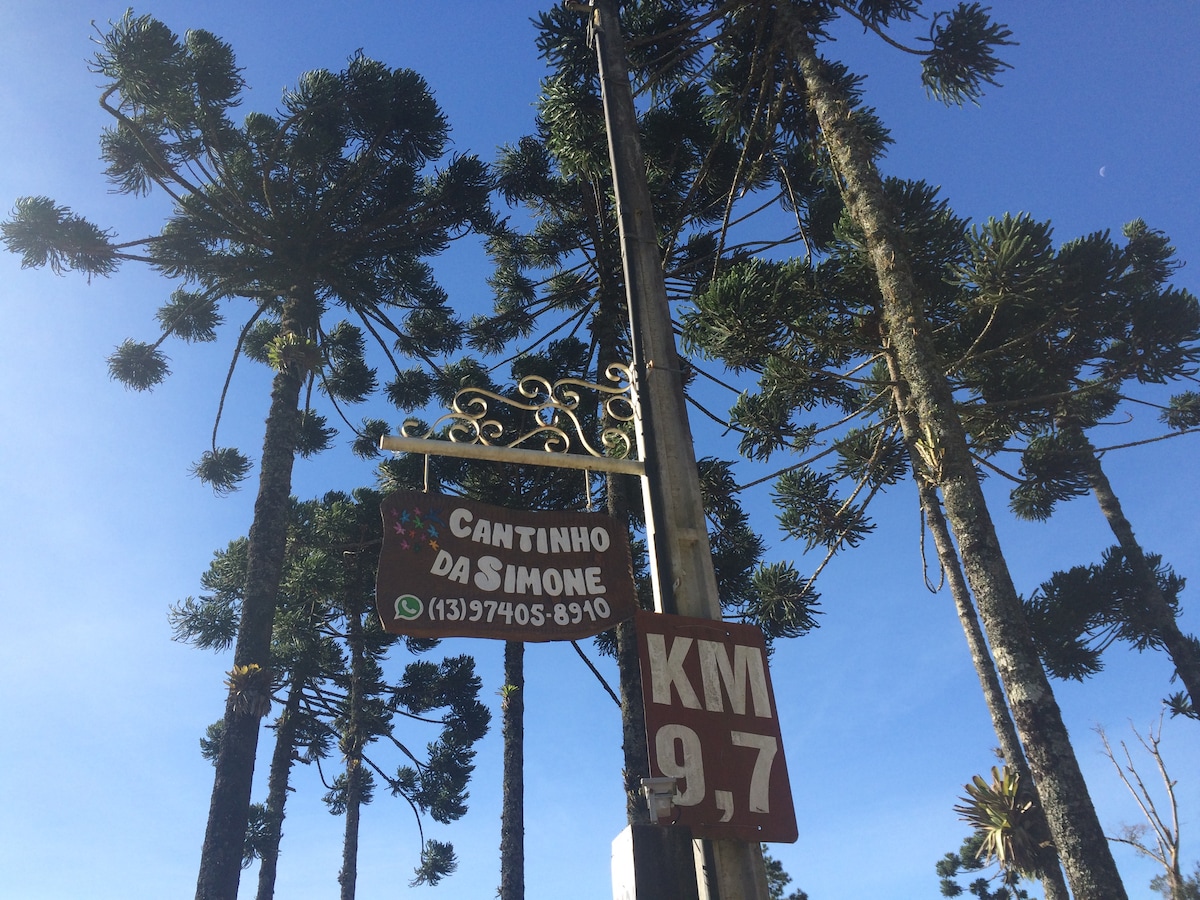 CANTINHO
DA SIMONE
(13)97405-8910
KM
9,7